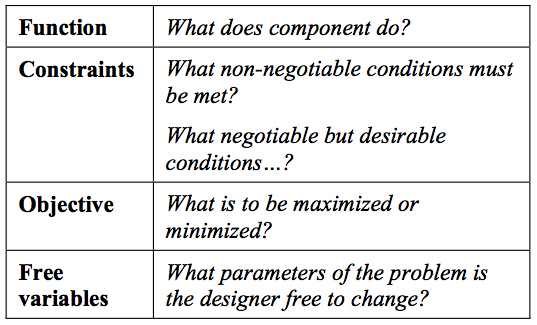 Function What does component do?
Constraints What non-negotiable conditions must
be met?
What negotiable but desirable
conditions…?
Objective What is to be maximized or
minimized?
Free What parameters of the problem is
variables the designer free to change?